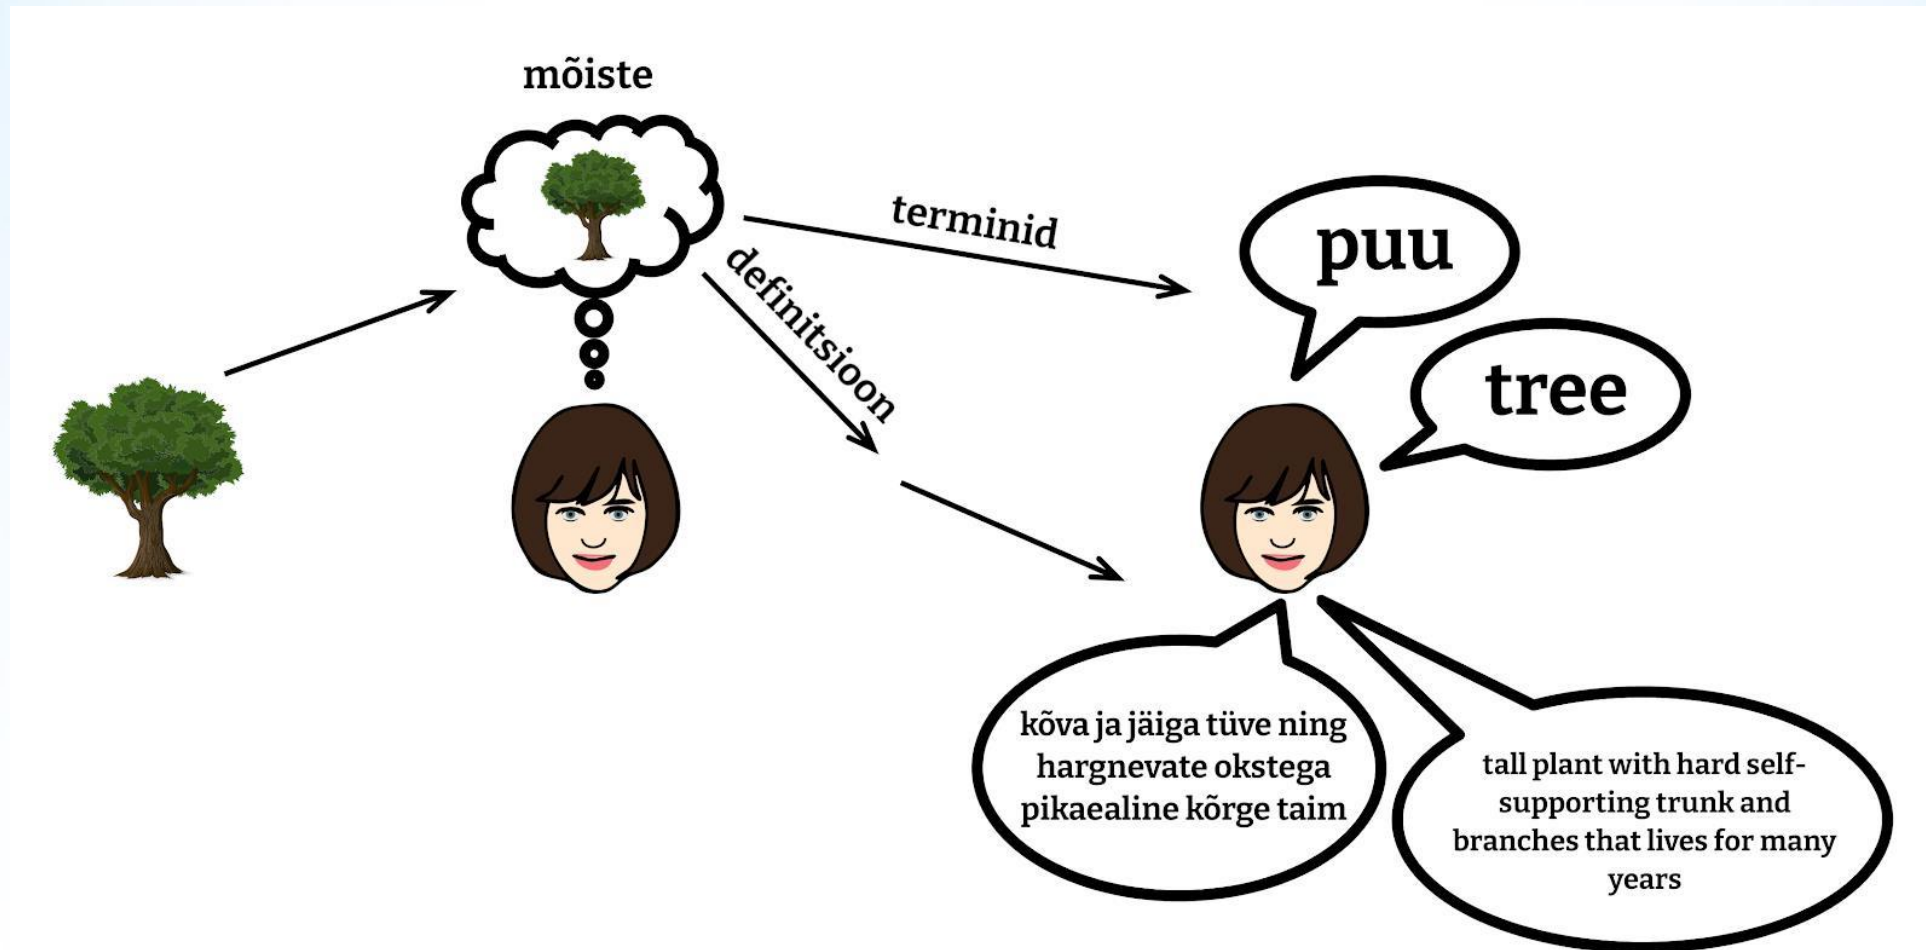 mõiste
terminid
definitsioon
puu
tree
kõva ja jäiga tüve ning
hargnevate okstega
pikaealine kõrge taim
tall plant with hard self-
supporting trunk and
branches that lives for many
years